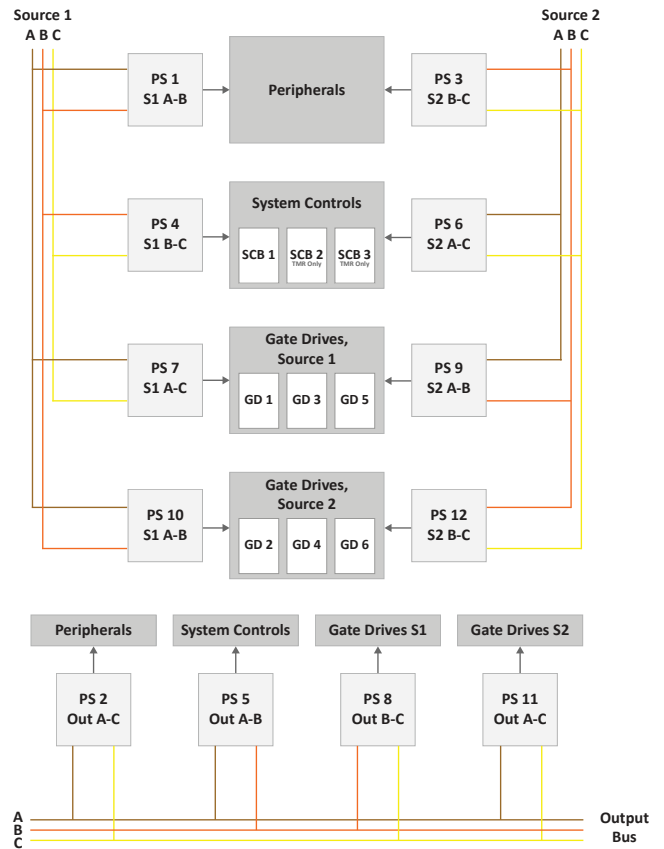 Source 1
A B C
Source 2
A B C
PS 1
S1 A-B
Peripherals
PS 3
S2 B-C
PS 4
S1 B-C
System Controls
SCB 1
SCB 2
TMR Only
SCB 3
TMR Only
PS 6
S2 A-C
PS 7
S1 A-C
Gate Drives,
Source 1
GD 1
GD 3
GD 5
PS 9
S2 A-B
PS 10
S1 A-B
Gate Drives,
Source 2
GD 2
GD 4
GD 6
PS 12
S2 B-C
Peripherals
System Controls
Gate Drives S1
Gate Drives S2
PS 2
Out A-C
PS 5
Out A-B
PS 8
Out B-C
PS 11
Out A-C
A
B
C
Output
Bus